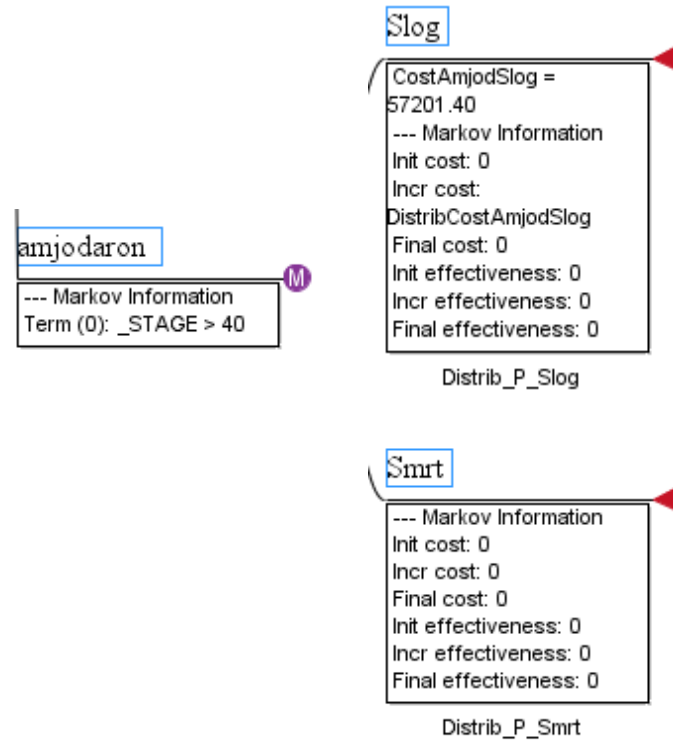 Slog
CostAmjodSlog =
57201.40
--- Markov Information
Init cost: 0
Incr cost:
DistribCostAmjodSlog
Final cost: 0
Init effectiveness: 0
Incr effectiveness: 0
Final effectiveness: 0
Distrib_P_Slog
amjodaron
M
--- Markov Information
Term (0): _STAGE > 40
Smrt
--- Markov Information
Init cost: 0
Incr cost: 0
Final cost: 0
Init effectiveness: 0
Incr effectiveness: 0
Final effectiveness: 0
Distrib_P_Smrt